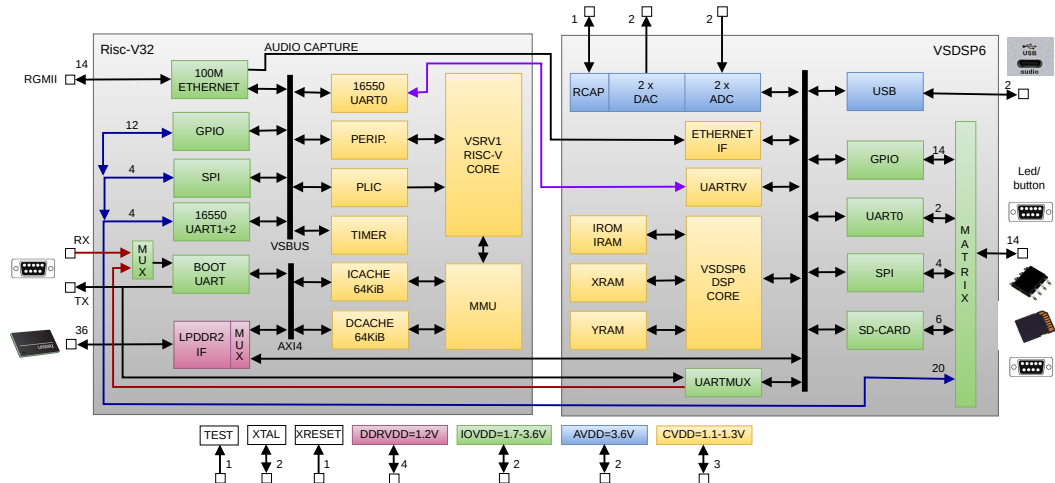 1
2
2
Risc-V32
VSDSP6
USB
audio
AUDIO CAPTURE
RGMII
14
100M
ETHERNET
16550
UART0
VSRV1
RISC-V
CORE
RCAP
2 x
DAC
2 x
ADC
USB
2
12
GPIO
PERIP.
ETHERNET
IF
GPIO
14
4
SPI
PLIC
UARTRV
Led/
button
4
16550
UART1+2
TIMER
VSBUS
IROM
IRAM
VSDSP6
DSP
CORE
UART0
2
MATRIX
RX
MUX
BOOT
UART
ICACHE
64KiB
MMU
XRAM
SPI
4
14
TX
36
LPDDR2
IF
MUX
AXI4
DCACHE
64KiB
YRAM
SD-CARD
6
UARTMUX
20
TEST
XTAL
XRESET
DDRVDD=1.2V
IOVDD=1.7-3.6V
AVDD=3.6V
CVDD=1.1-1.3V
1
2
1
4
2
2
3